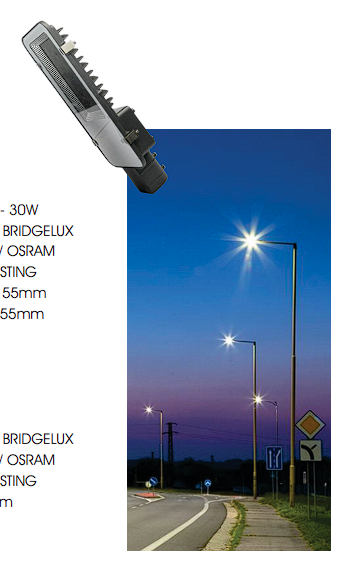 - 30W
BRIDGELUX
/ OSRAM
STING
55mm
55mm
BRIDGELUX
/ OSRAM
STING
m